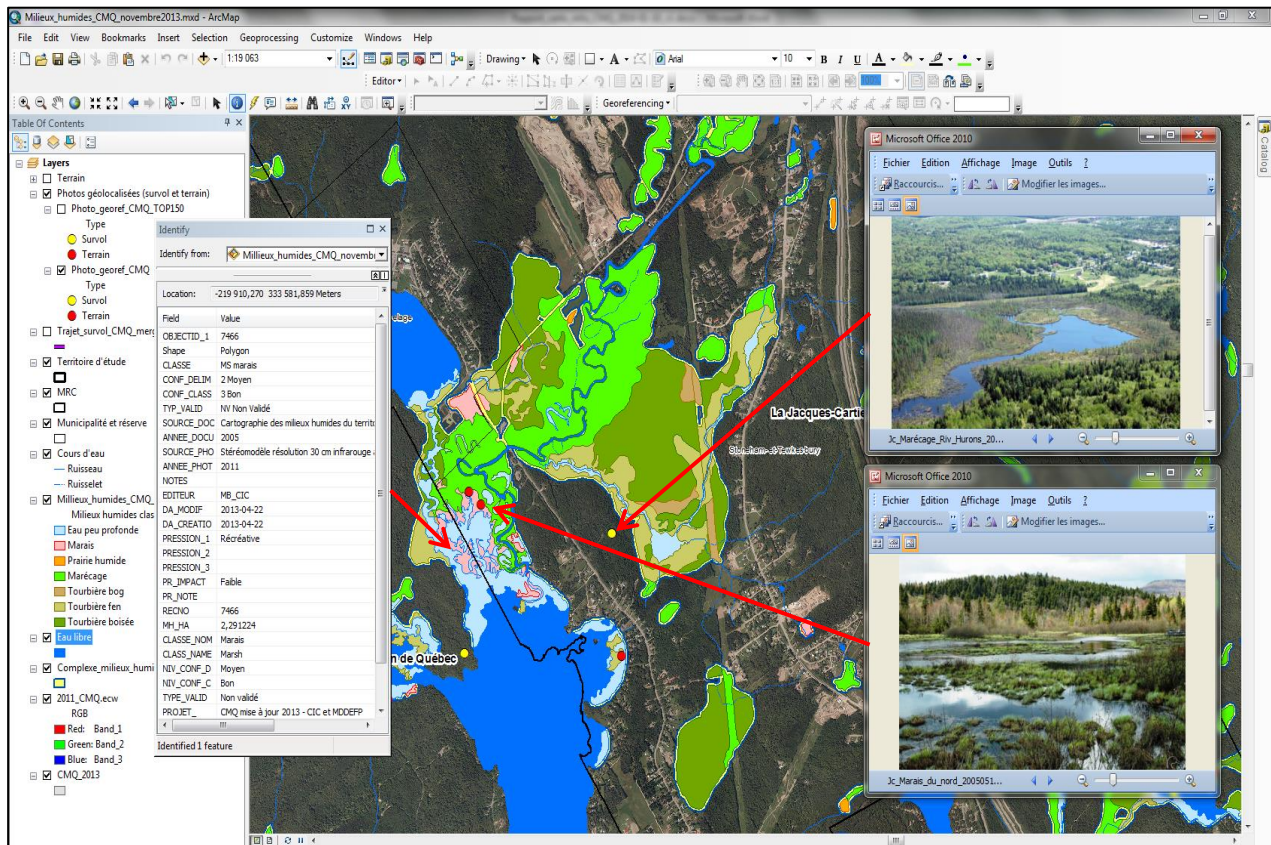 Milieux_humides_CMQ_novembre2013.mxd - ArcMap
File Edit View Bookmarks Insert Selection Geoprocessing Customize Windows Help
1:19 063
Drawing
Arial
10
B I U A
Editor
Georeferencing
Table Of Contents
Layers
Terrain
Photos géolocalisées (survol et terrain)
Photo_georef_CMQ_TOP150
Type
Survol
Terrain
Photo_georef_CMQ
Type
Survol
Terrain
Trajet_survol_CMQ_merg
Territoire d'étude
MRC
Municipalité et réserve
Cours d'eau
Ruisseau
Ruisselet
Millieux_humides_CMQ_
Milieux humides clas
Eau peu profonde
Marais
Prairie humide
Marécage
Tourbière bog
Tourbière fen
Tourbière boisée
Eau libre
Complexe_milieux_humi
2011_CMQ.ecw
RGB
Red: Band_1
Green: Band_2
Blue: Band_3
CMQ_2013
Identify
Identify from: Millieux_humides_CMQ_novemb
Location: -219 910,270 333 581,859 Meters
Field Value
OBJECTID_1 7466
Shape Polygon
CLASSE MS marais
CONF_DELIM 2 Moyen
CONF_CLASS 3 Bon
TYP_VALID NV Non Validé
SOURCE_DOC Cartographie des milieux humides du territ
ANNEE_DOCU 2005
SOURCE_PHO Stéréomodèle résolution 30 cm infrarouge
ANNEE_PHOT 2011
NOTES
EDITEUR MB_CIC
DA_MODIF 2013-04-22
DA_CREATIO 2013-04-22
PRESSION_1 Récréative
PRESSION_2
PRESSION_3
PR_IMPACT Faible
PR_NOTE
RECNO 7466
MH_HA 2,291224
CLASSE_NOM Marais
CLASS_NAME Marsh
NIV_CONF_D Moyen
NIV_CONF_C Bon
TYPE_VALID Non validé
PROJET_ CMQ mise à jour 2013 - CIC et MDDEFP
Identified 1 feature
elage
La Jacques-Cartie
Stoneham-et-Tewkesbury
n de Québec
Microsoft Office 2010
Fichier Edition Affichage Image Outils ?
Raccourcis... Modifier les images...
Jc_Marécage_Riv_Hurons_20...
Microsoft Office 2010
Fichier Edition Affichage Image Outils ?
Raccourcis... Modifier les images...
Jc_Marais_du_nord_2005051...
Catalog